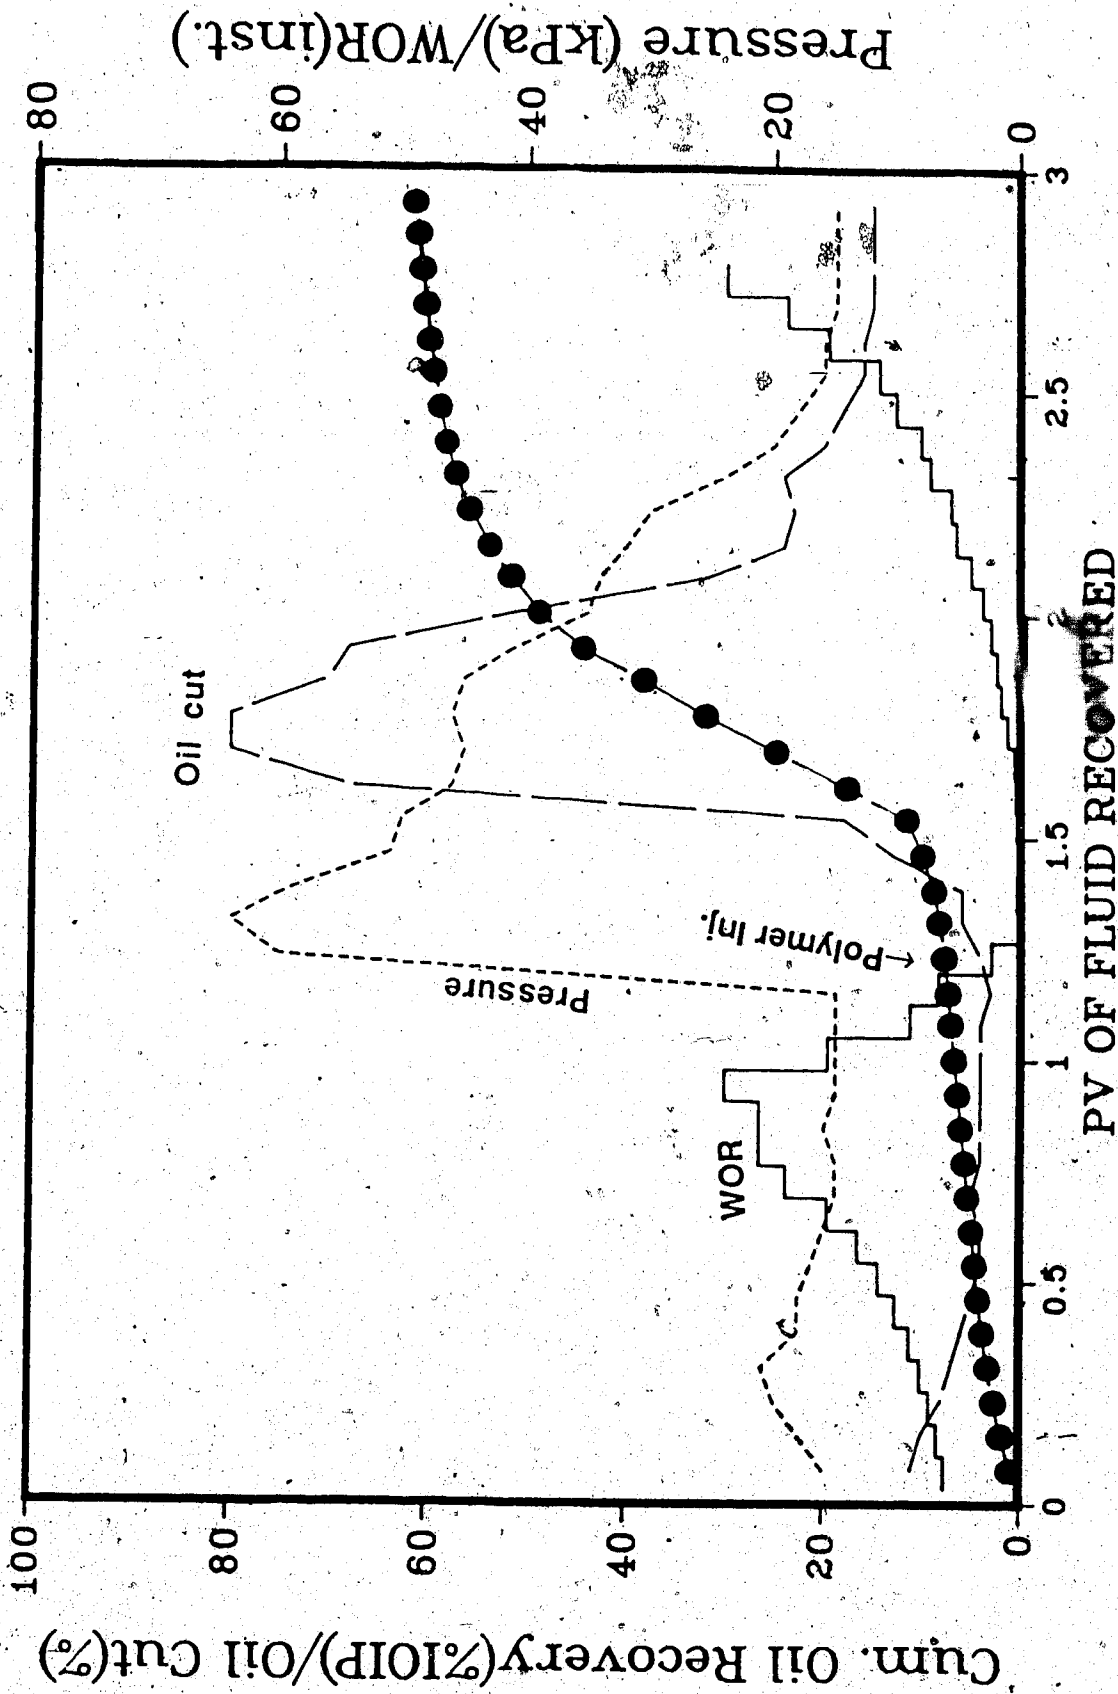 Cum. Oil Recovery(%IOIP)/Oil Cut(%)
100
80
60
40
20
0
Pressure (kPa)/WOR(inst.)
80
60
40
20
0
Oil cut
Pressure
WOR
Polymer Inj.
0
0.5
1
1.5
2
2.5
3
PV OF FLUID RECOVERED